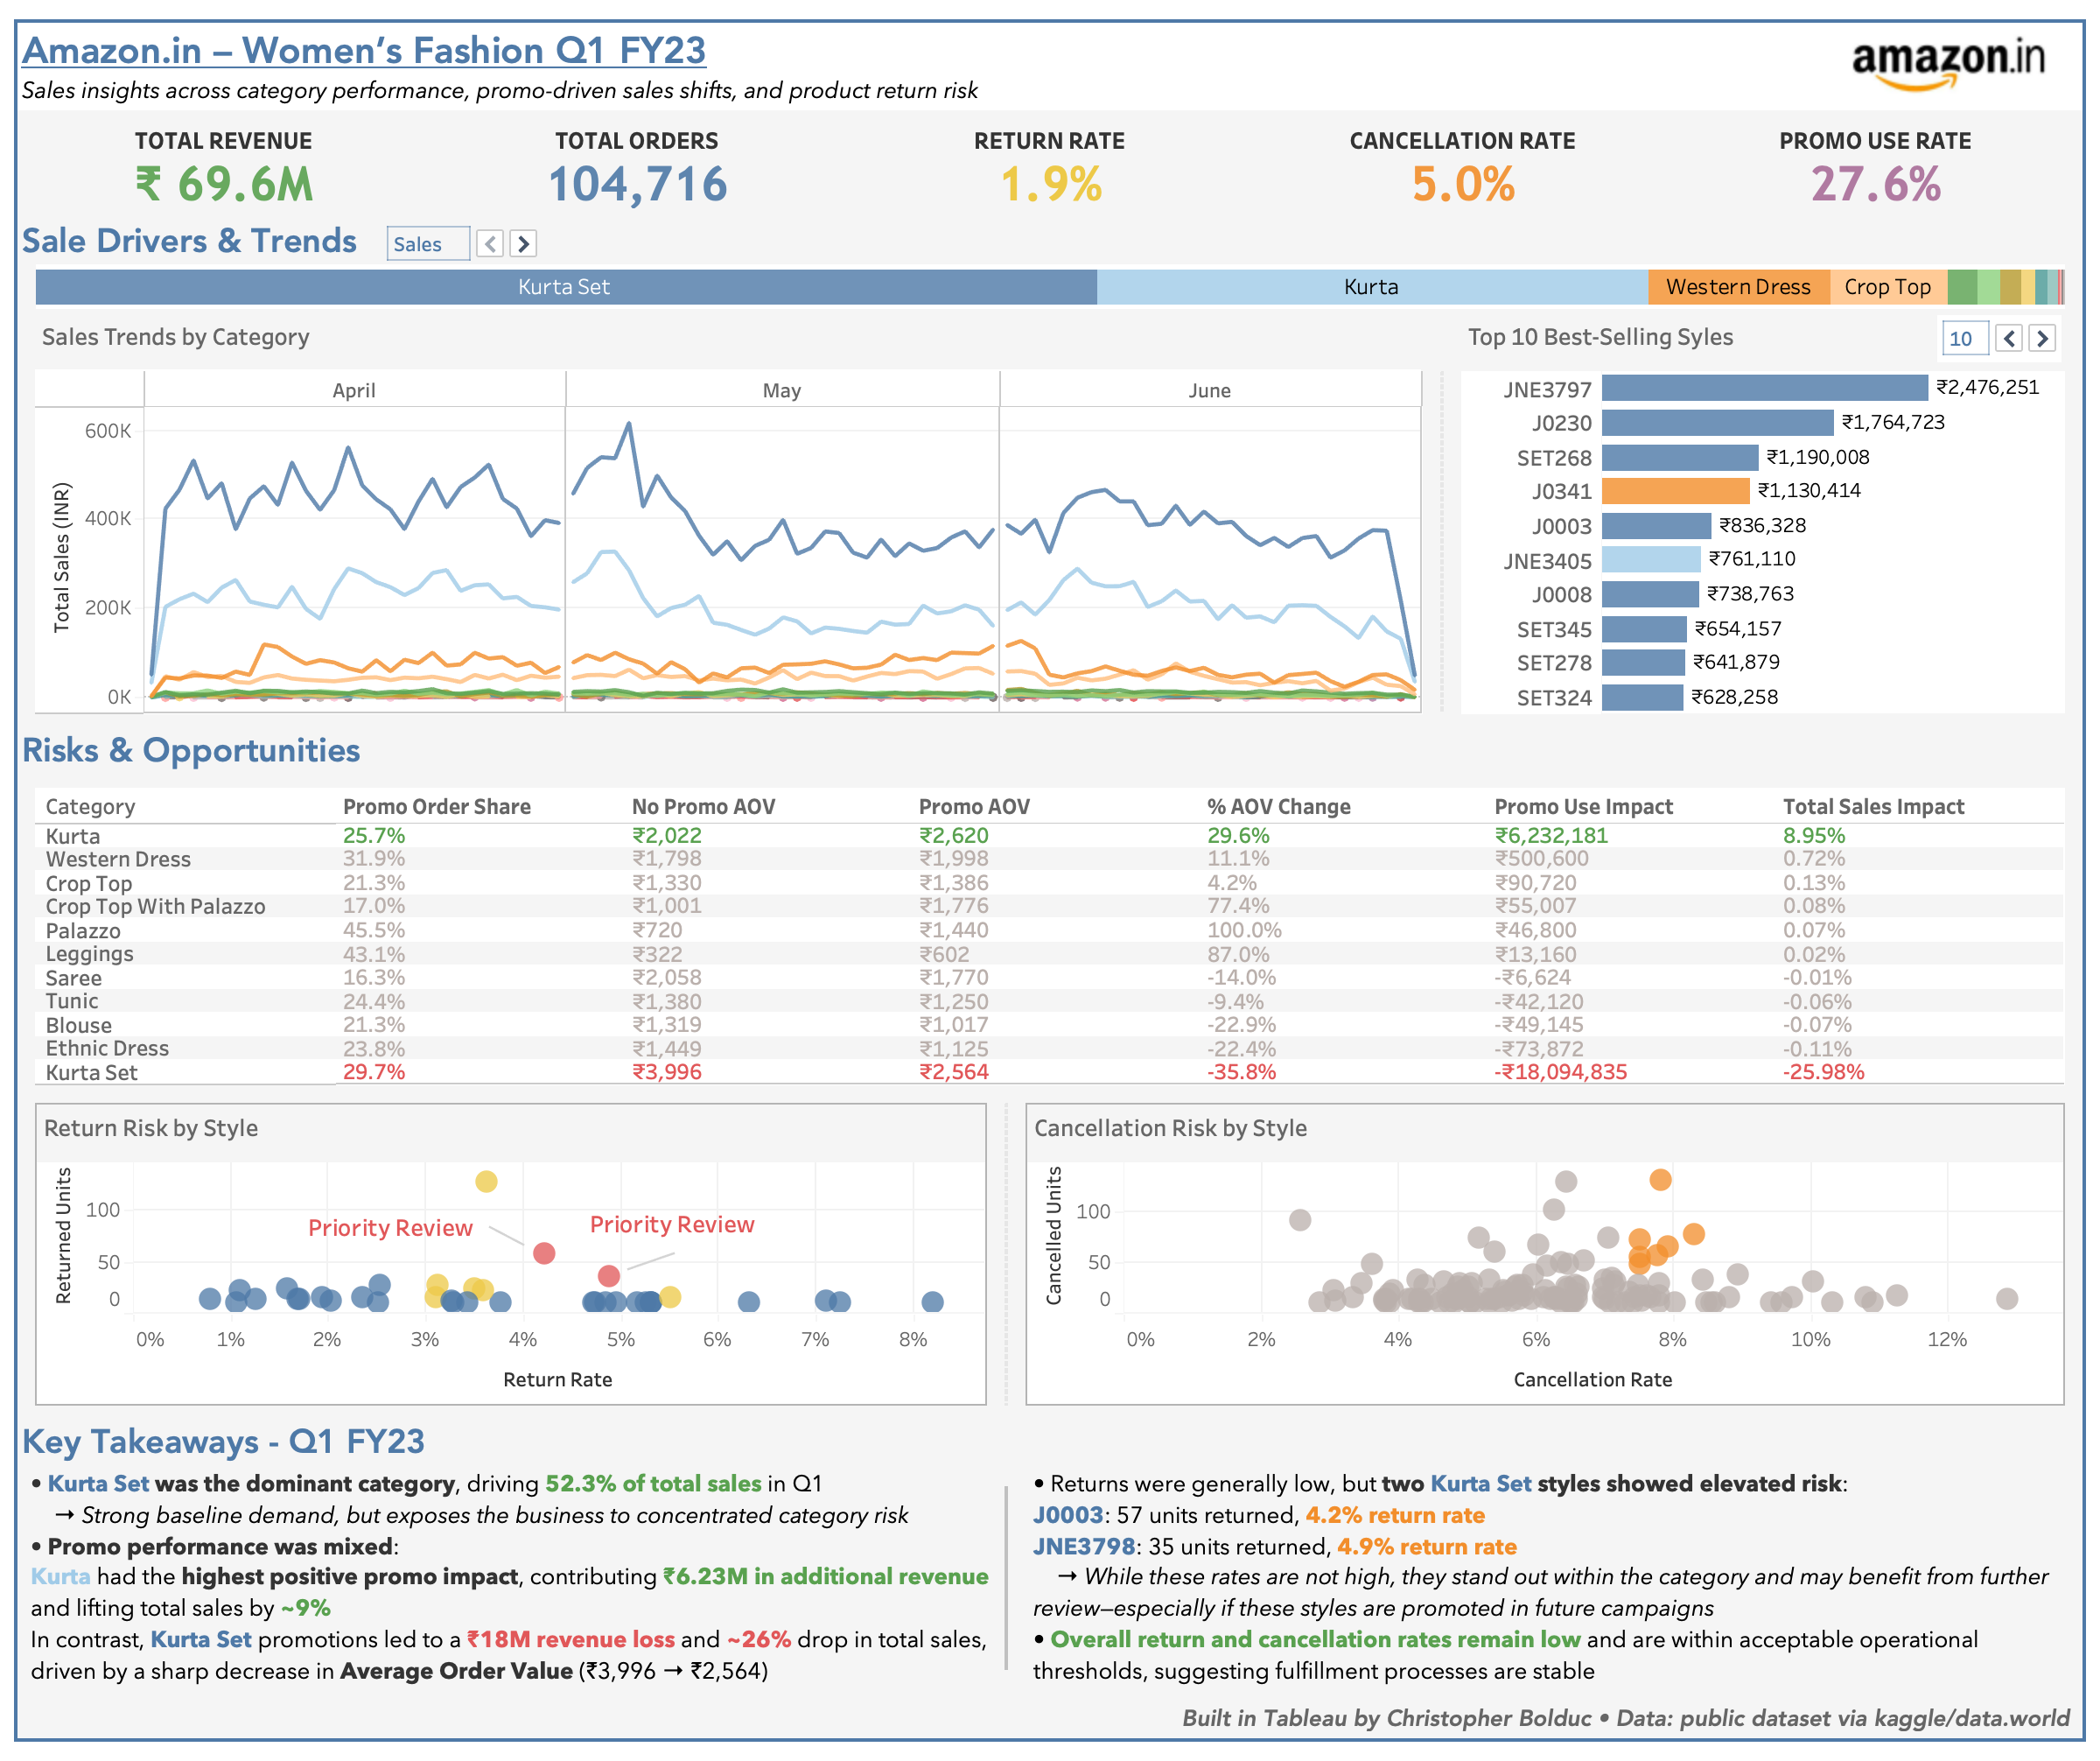 Amazon.in – Women’s Fashion Q1 FY23
Sales insights across category performance, promo-driven sales shifts, and product return risk
amazon.in
TOTAL REVENUE
₹ 69.6M
TOTAL ORDERS
104,716
RETURN RATE
1.9%
CANCELLATION RATE
5.0%
PROMO USE RATE
27.6%
Sale Drivers & Trends
Sales
Kurta Set
Kurta
Western Dress
Crop Top
Sales Trends by Category
April
May
June
Total Sales (INR)
600K
400K
200K
0K
Top 10 Best-Selling Syles
10
JNE3797 ₹2,476,251
J0230 ₹1,764,723
SET268 ₹1,190,008
J0341 ₹1,130,414
J0003 ₹836,328
JNE3405 ₹761,110
J0008 ₹738,763
SET345 ₹654,157
SET278 ₹641,879
SET324 ₹628,258
Risks & Opportunities
Category Promo Order Share No Promo AOV Promo AOV % AOV Change Promo Use Impact Total Sales Impact
Kurta 25.7% ₹2,022 ₹2,620 29.6% ₹6,232,181 8.95%
Western Dress 31.9% ₹1,798 ₹1,998 11.1% ₹500,600 0.72%
Crop Top 21.3% ₹1,330 ₹1,386 4.2% ₹90,720 0.13%
Crop Top With Palazzo 17.0% ₹1,001 ₹1,776 77.4% ₹55,007 0.08%
Palazzo 45.5% ₹720 ₹1,440 100.0% ₹46,800 0.07%
Leggings 43.1% ₹322 ₹602 87.0% ₹13,160 0.02%
Saree 16.3% ₹2,058 ₹1,770 -14.0% -₹6,624 -0.01%
Tunic 24.4% ₹1,380 ₹1,250 -9.4% -₹42,120 -0.06%
Blouse 21.3% ₹1,319 ₹1,017 -22.9% -₹49,145 -0.07%
Ethnic Dress 23.8% ₹1,449 ₹1,125 -22.4% -₹73,872 -0.11%
Kurta Set 29.7% ₹3,996 ₹2,564 -35.8% -₹18,094,835 -25.98%
Return Risk by Style
Returned Units
100
50
0
Priority Review
Priority Review
0% 1% 2% 3% 4% 5% 6% 7% 8%
Return Rate
Cancellation Risk by Style
Cancelled Units
100
50
0
0% 2% 4% 6% 8% 10% 12%
Cancellation Rate
Key Takeaways - Q1 FY23
• Kurta Set was the dominant category, driving 52.3% of total sales in Q1
→ Strong baseline demand, but exposes the business to concentrated category risk
• Promo performance was mixed:
Kurta had the highest positive promo impact, contributing ₹6.23M in additional revenue
and lifting total sales by ~9%
In contrast, Kurta Set promotions led to a ₹18M revenue loss and ~26% drop in total sales,
driven by a sharp decrease in Average Order Value (₹3,996 → ₹2,564)
• Returns were generally low, but two Kurta Set styles showed elevated risk:
J0003: 57 units returned, 4.2% return rate
JNE3798: 35 units returned, 4.9% return rate
→ While these rates are not high, they stand out within the category and may benefit from further
review—especially if these styles are promoted in future campaigns
• Overall return and cancellation rates remain low and are within acceptable operational
thresholds, suggesting fulfillment processes are stable
Built in Tableau by Christopher Bolduc • Data: public dataset via kaggle/data.world